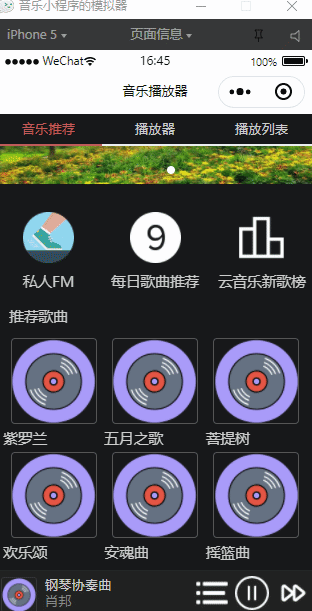 音乐小程序的模拟器
iPhone 5 页面信息
WeChat 16:45 100%
音乐播放器
音乐推荐 播放器 播放列表
9
私人FM 每日歌曲推荐 云音乐新歌榜
推荐歌曲
紫罗兰 五月之歌 菩提树
欢乐颂 安魂曲 摇篮曲
钢琴协奏曲
肖邦